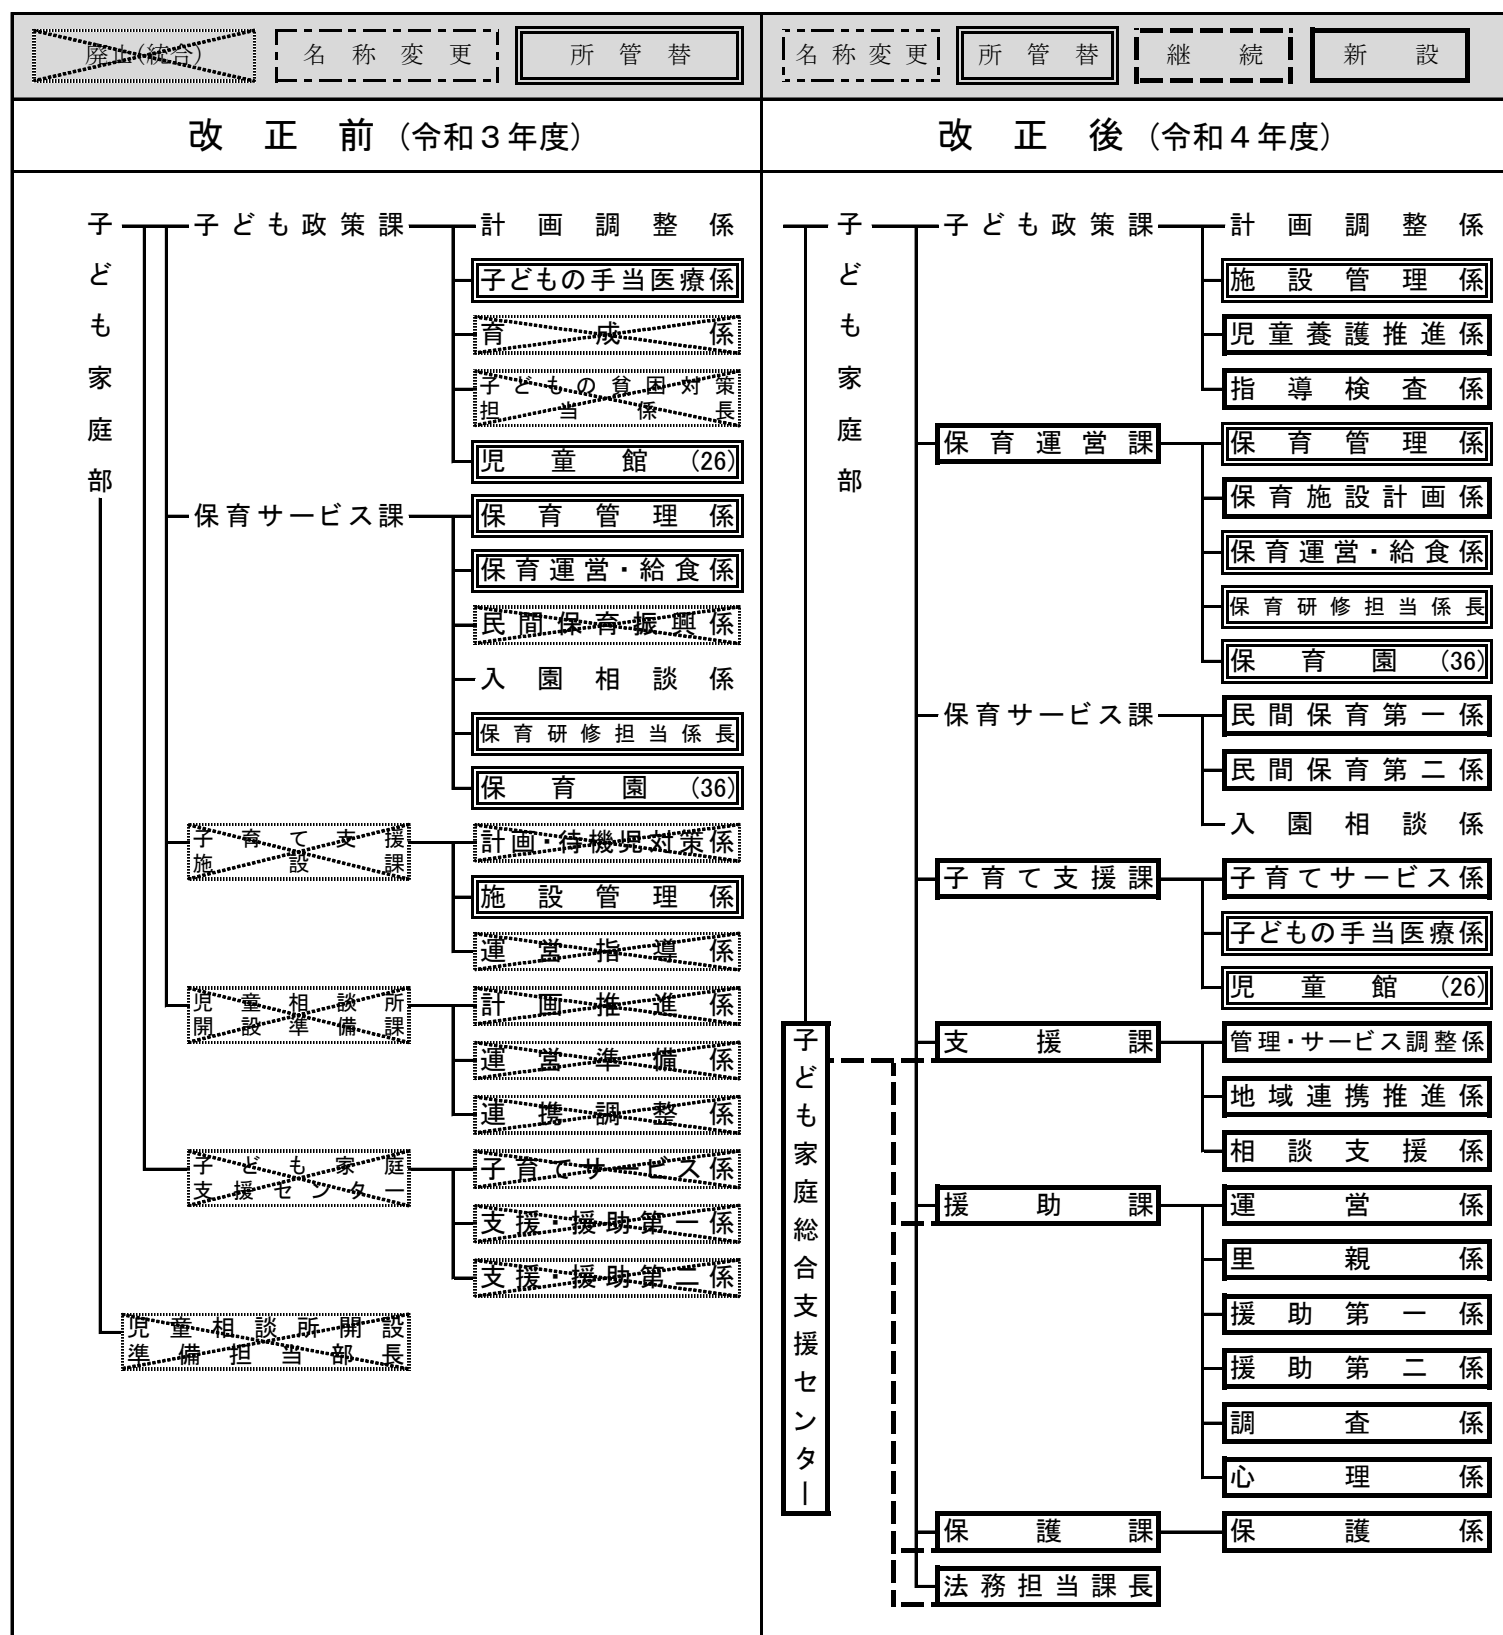 廃止(統合)
名称変更
所管替
名称変更
所管替
継続
新設
改正前(令和3年度)
改正後(令和4年度)
子ども家庭部
子ども政策課
計画調整係
子どもの手当医療係
育成係
子どもの貧困対策
担当係長
児童館(26)
保育サービス課
保育管理係
保育運営・給食係
民間保育振興係
入園相談係
保育研修担当係長
保育園(36)
子育て支援
施設課
計画・待機児対策係
施設管理係
運営指導係
児童相談所
開設準備課
計画推進係
運営準備係
連携調整係
子ども家庭
支援センター
子育てサービス係
支援・援助第一係
支援・援助第二係
児童相談所開設
準備担当部長
子ども家庭部
子ども政策課
計画調整係
施設管理係
児童養護推進係
指導検査係
保育運営課
保育管理係
保育施設計画係
保育運営・給食係
保育研修担当係長
保育園(36)
保育サービス課
民間保育第一係
民間保育第二係
入園相談係
子育て支援課
子育てサービス係
子どもの手当医療係
児童館(26)
子ども家庭総合支援センター
支援課
管理・サービス調整係
地域連携推進係
相談支援係
援助課
運営係
里親係
援助第一係
援助第二係
調査係
心理係
保護課
保護係
法務担当課長